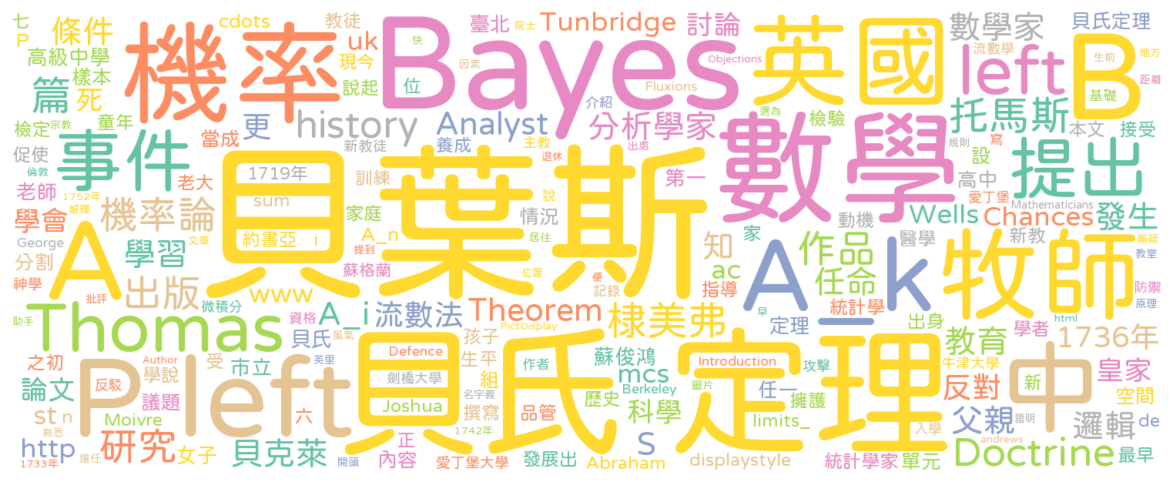 七 P 條件 cdots 教徒 臺北 Tunbridge 討論 數學家 貝氏定理
高級中學 樣本 現今 uk 快 院士 Objections 流數學 生前 地方
機率 Bayes 英國 left B
篇 死 說起 位 Fluxions 因素 基礎 距離
檢定 宗教 童年 當成 更 history Analyst 介紹 分析學家 檢驗 托馬斯 本文 接受
事件 促使 新教徒 養成 主教 出處 退休 數學 選為 規則 寫 設 提出
倫敦 老師 1719年 貝葉斯 訓練 說 第一 高中
1752年 解釋 老大 sum 家庭 情況 動機 愛丁堡 Mathematicians Wells Chances 發生
學會 機率論 約書亞 i A_n 提到 居住 家 醫學 新教 無疑
George 文章 學習 知 作品 教堂
分割 A 蘇格蘭 位置 ac 任命 A_k 牧師 防禦
神學 批評 出版 www 便 記錄 指導 統計學 原理
微積分 A_i 流數法 Theorem 棣美弗 定理 出身 html
助手 Thomas 資格 風氣 PictDisplay 教育 學者 1736年
之初 貝氏 Defence 孩子 作者 蘇俊鴻 Introduction 攻擊 牛津大學
市立 英里 生平 mcs
論文 反駁 Author 受 劍橋大學 名字義 組 歷史 Berkeley 任一 擁護 反對 新 皇家
P left 貝氏定理 中
st n Moivre 議題 學說 六 Joshua 撰寫 品管 科學 limits_ 入學 證明 父親 空間
熟悉 1742年 S 邏輯 de
http 研究 女子 貝克萊 正 內容 發展出 andrews Doctrine 最早
1733年 擔任 開頭 愛丁堡大學 Abraham displaystyle 統計學家 單元